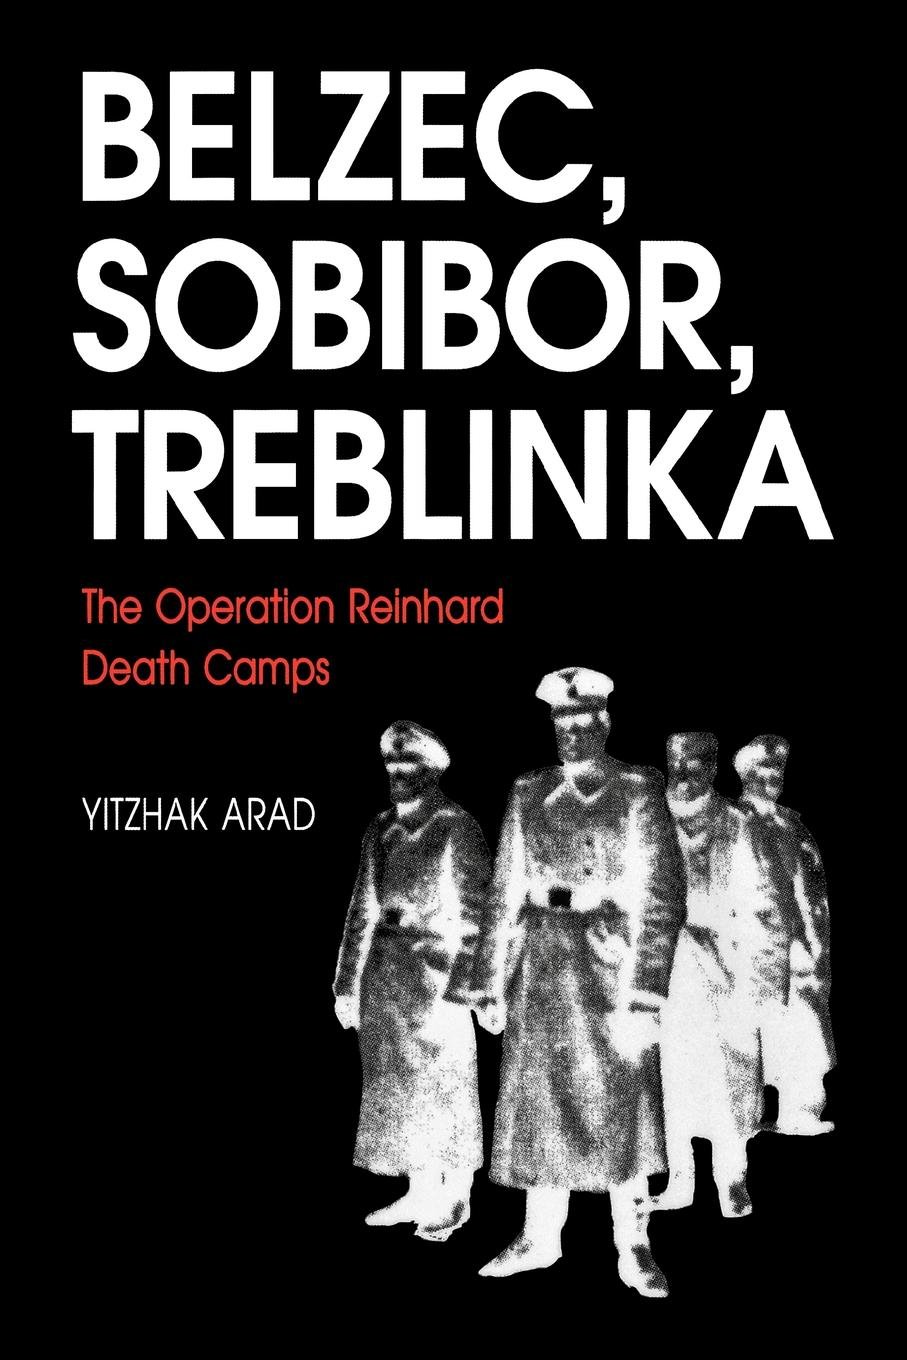 BELZEC,
SOBIBOR,
TREBLINKA
The Operation Reinhard
Death Camps
YITZHAK ARAD